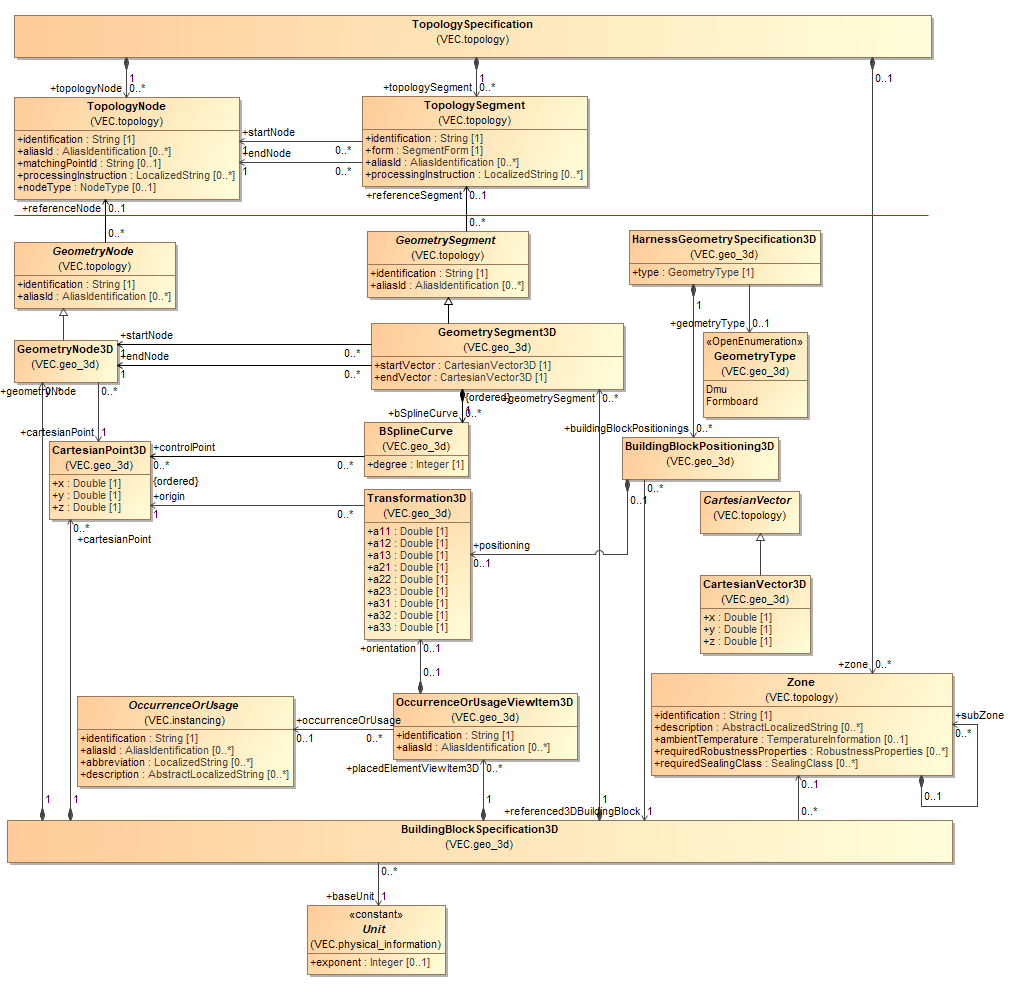 TopologySpecification
(VEC.topology)
1
+topologyNode
0..*
1
+topologySegment
0..*
0..1
TopologyNode
(VEC.topology)
+identification : String [1]
+aliasId : AliasIdentification [0..*]
+matchingPointId : String [0..1]
+processingInstruction : LocalizedString [0..*]
+nodeType : NodeType [0..1]
TopologySegment
(VEC.topology)
+identification : String [1]
+form : SegmentForm [1]
+aliasId : AliasIdentification [0..*]
+processingInstruction : LocalizedString [0..*]
+startNode
1
0..*
+endNode
1
0..*
+referenceNode
0..1
0..*
+referenceSegment
0..1
0..*
GeometryNode
(VEC.topology)
+identification : String [1]
+aliasId : AliasIdentification [0..*]
GeometrySegment
(VEC.topology)
+identification : String [1]
+aliasId : AliasIdentification [0..*]
HarnessGeometrySpecification3D
(VEC.geo_3d)
+type : GeometryType [1]
1
+geometryType
0..1
«OpenEnumeration»
GeometryType
(VEC.geo_3d)
Dmu
Formboard
GeometryNode3D
(VEC.geo_3d)
+startNode
1
0..*
+endNode
1
0..*
GeometrySegment3D
(VEC.geo_3d)
+startVector : CartesianVector3D [1]
+endVector : CartesianVector3D [1]
+geometryNode
0..*
0..*
+cartesianPoint
1
{ordered}
1
+geometrySegment
0..*
+bSplineCurve
0..*
+buildingBlockPositionings
0..*
BSplineCurve
(VEC.geo_3d)
+degree : Integer [1]
CartesianPoint3D
(VEC.geo_3d)
+x : Double [1]
+y : Double [1]
+z : Double [1]
+controlPoint
0..*
0..*
{ordered}
+origin
1
0..*
0..*
+cartesianPoint
BuildingBlockPositioning3D
(VEC.geo_3d)
0..1
0..*
Transformation3D
(VEC.geo_3d)
+a11 : Double [1]
+a12 : Double [1]
+a13 : Double [1]
+a21 : Double [1]
+a22 : Double [1]
+a23 : Double [1]
+a31 : Double [1]
+a32 : Double [1]
+a33 : Double [1]
+positioning
0..1
CartesianVector
(VEC.topology)
CartesianVector3D
(VEC.geo_3d)
+x : Double [1]
+y : Double [1]
+z : Double [1]
+orientation
0..1
0..1
+zone
0..*
OccurrenceOrUsage
(VEC.instancing)
+identification : String [1]
+aliasId : AliasIdentification [0..*]
+abbreviation : LocalizedString [0..*]
+description : AbstractLocalizedString [0..*]
+occurrenceOrUsage
0..1
0..*
OccurrenceOrUsageViewItem3D
(VEC.geo_3d)
+identification : String [1]
+aliasId : AliasIdentification [0..*]
Zone
(VEC.topology)
+identification : String [1]
+description : AbstractLocalizedString [0..*]
+ambientTemperature : TemperatureInformation [0..1]
+requiredRobustnessProperties : RobustnessProperties [0..*]
+requiredSealingClass : SealingClass [0..*]
+subZone
0..*
0..1
+placedElementViewItem3D
0..*
1
1
1
1
+referenced3DBuildingBlock
1
0..1
0..*
BuildingBlockSpecification3D
(VEC.geo_3d)
0..*
+baseUnit
1
«constant»
Unit
(VEC.physical_information)
+exponent : Integer [0..1]